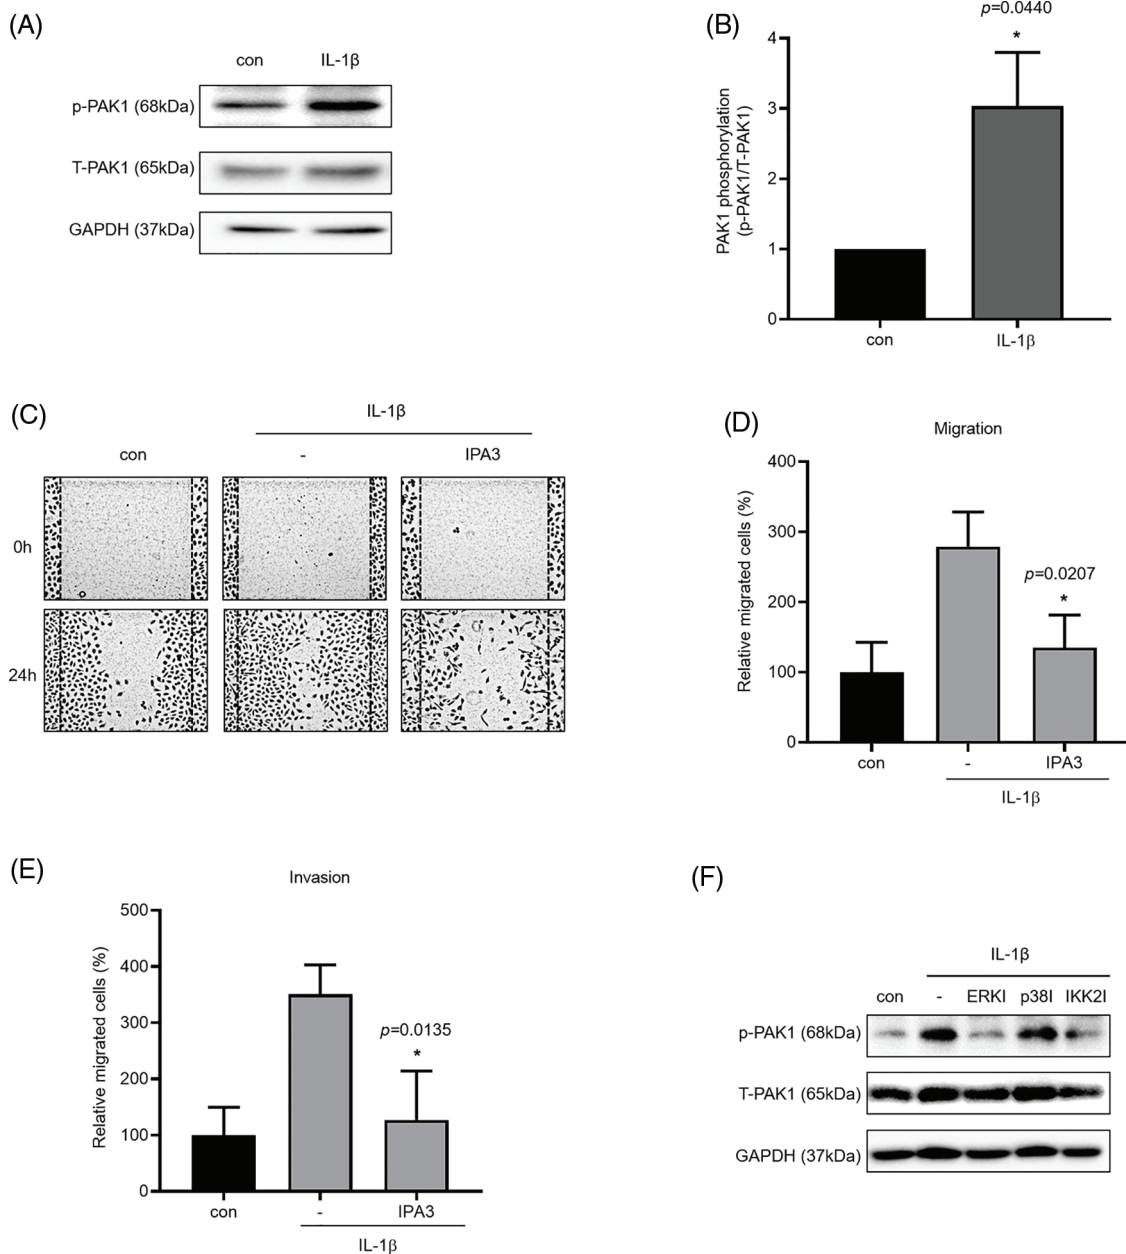 (A)
con IL-1β
p-PAK1 (68kDa)
T-PAK1 (65kDa)
GAPDH (37kDa)
(B)
p=0.0440
*
PAK1 phosphorylation
(p-PAK1/T-PAK1)
4
3
2
1
0
con IL-1β
(C)
IL-1β
con - IPA3
0h
24h
(D)
Migration
Relative migrated cells (%)
400
300
200
100
0
p=0.0207
*
con - IPA3
IL-1β
(E)
Invasion
Relative migrated cells (%)
500
400
300
200
100
0
p=0.0135
*
con - IPA3
IL-1β
(F)
IL-1β
con - ERKI p38I IKK2I
p-PAK1 (68kDa)
T-PAK1 (65kDa)
GAPDH (37kDa)